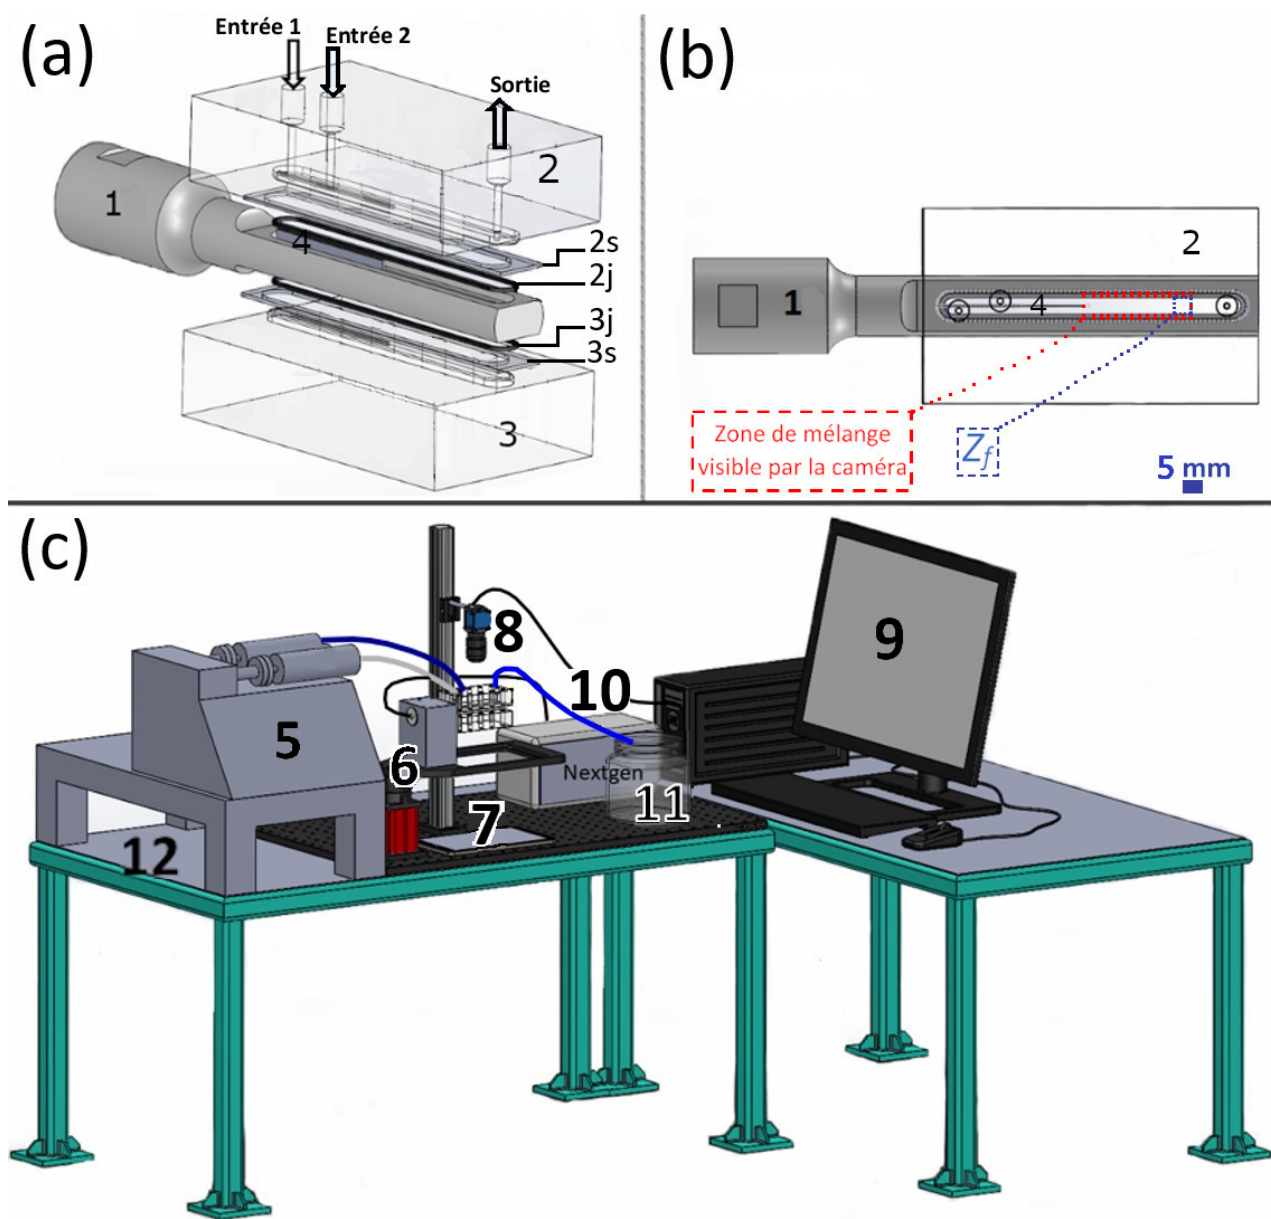 (a)
Entrée 1
Entrée 2
Sortie
1
2
4
2s
2j
3j
3s
3
(b)
2
1
4
Zone de mélange
visible par la caméra
Zf
5 mm
(c)
8
9
10
5
6
Nextgen
7
11
12